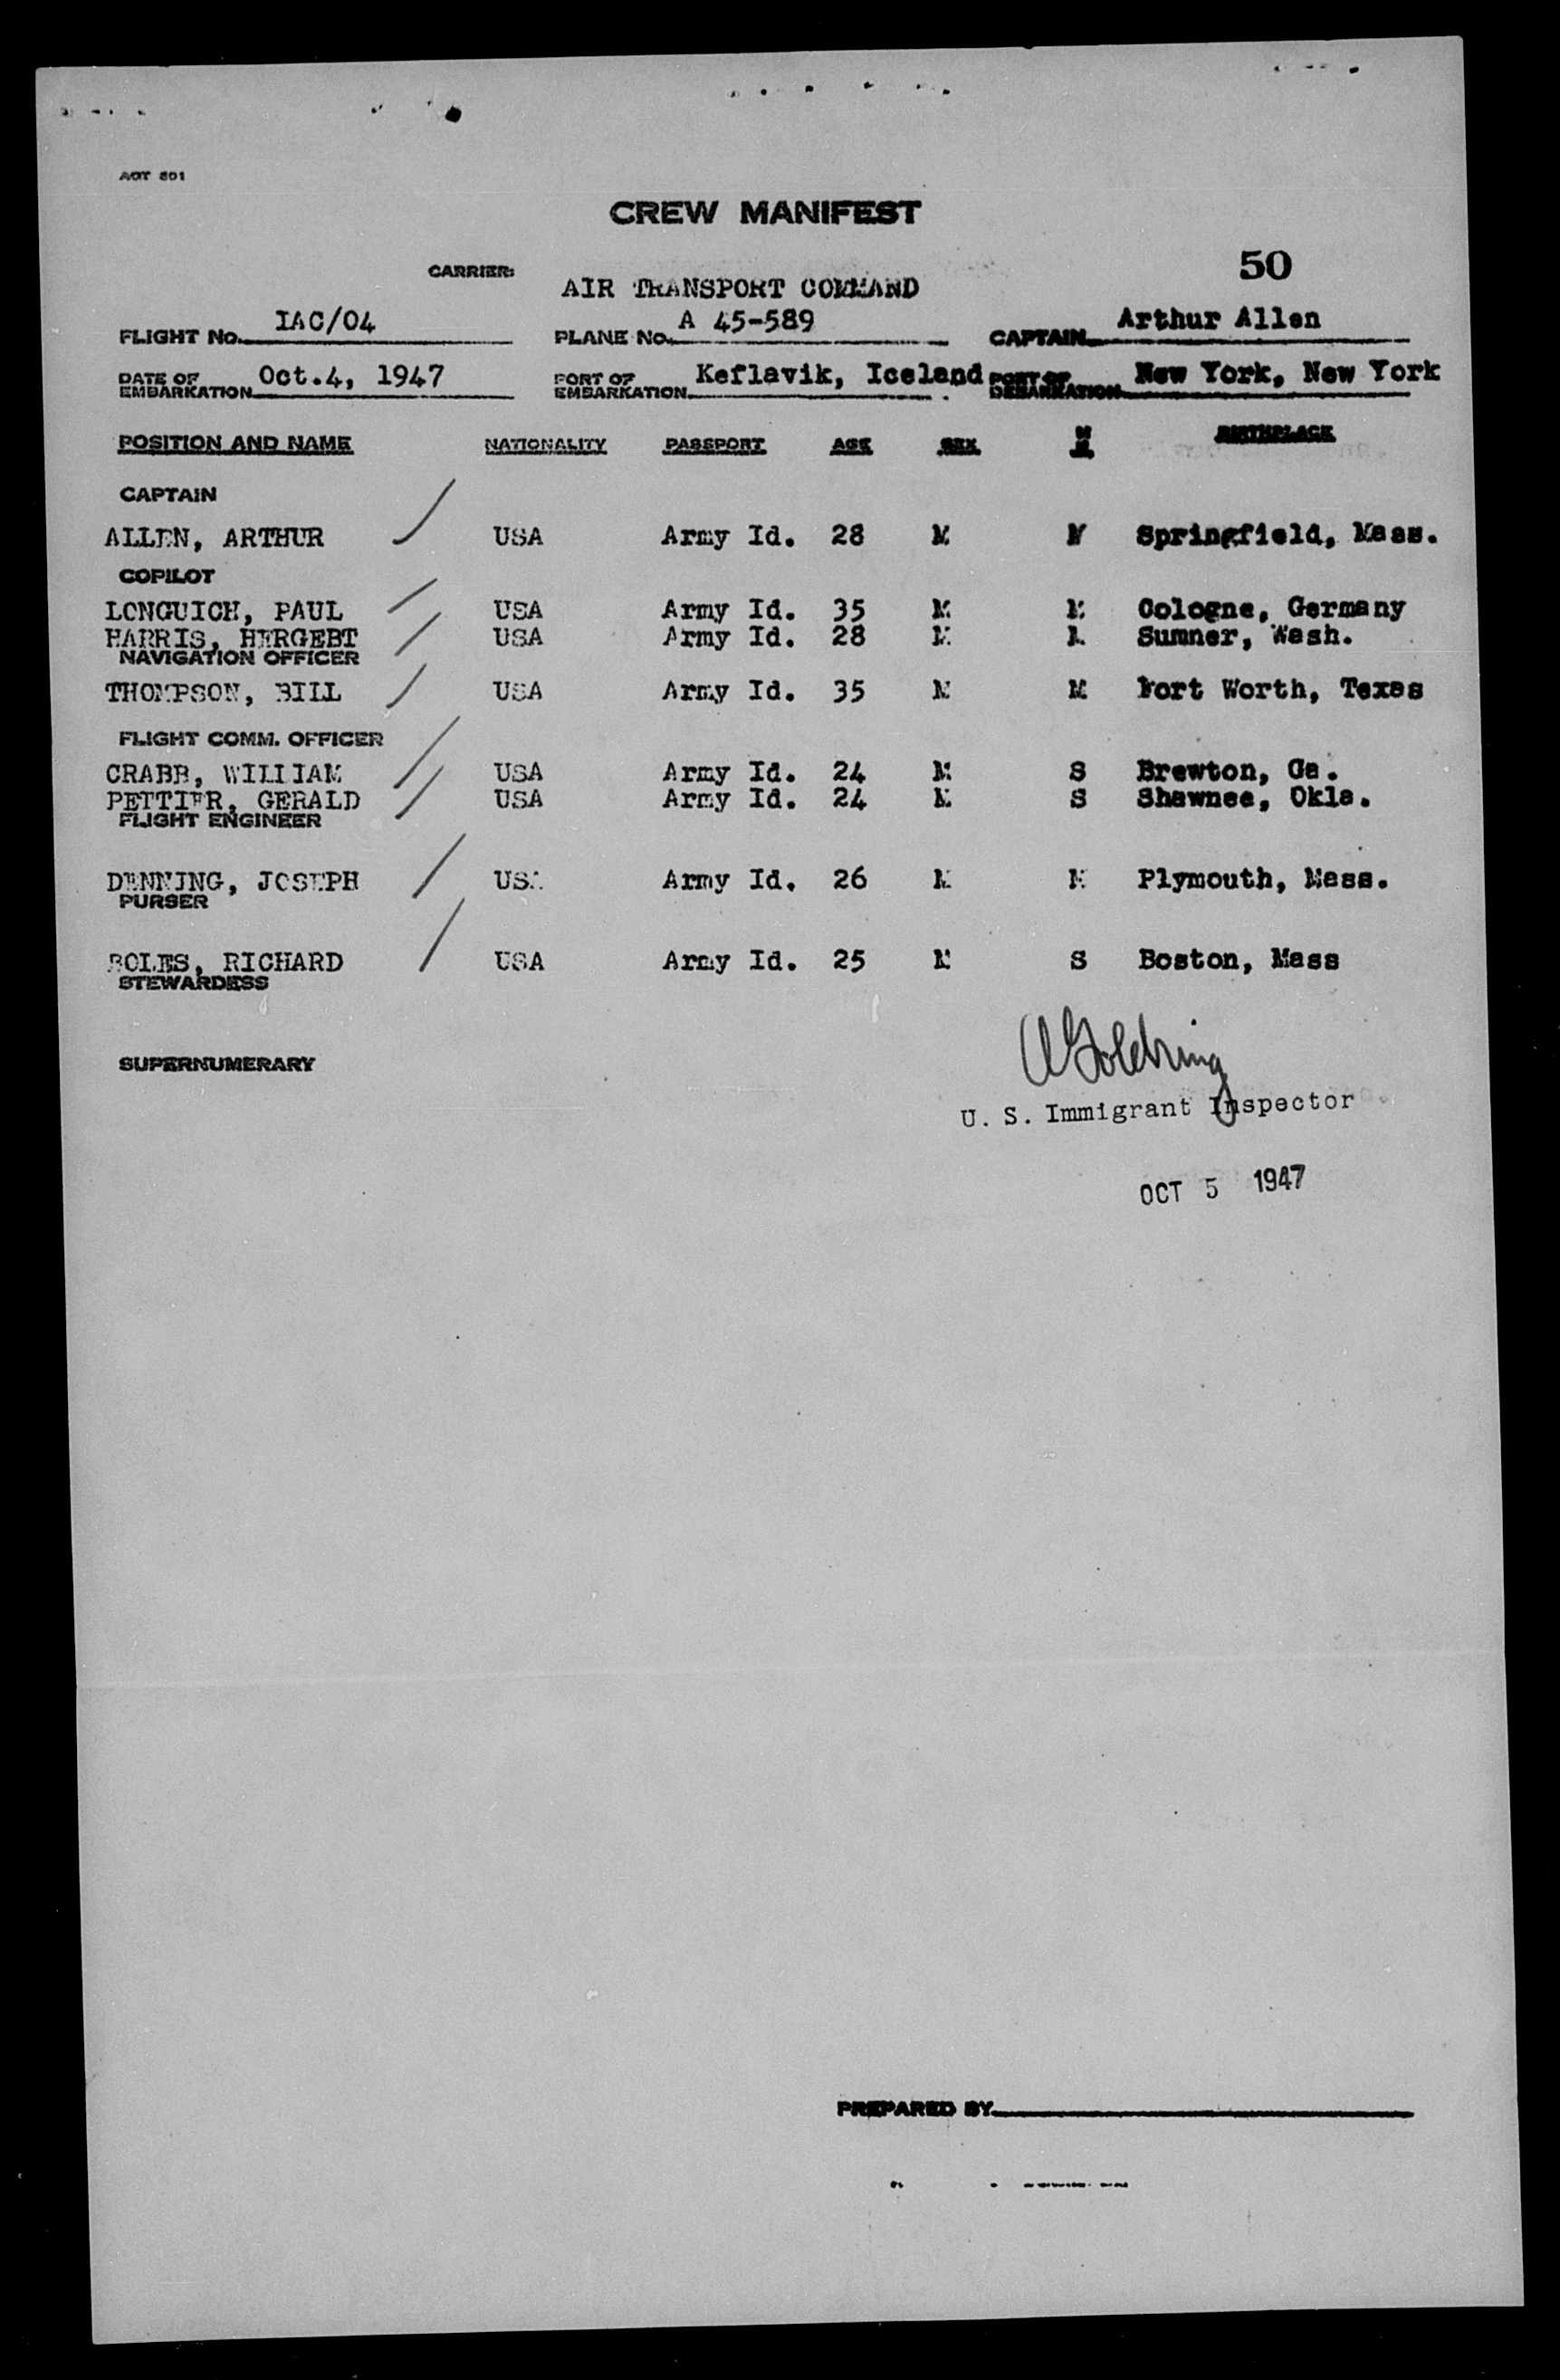 AOT 801
CREW MANIFEST
CARRIER:
50
AIR TRANSPORT COMMAND
FLIGHT No. IAC/04 PLANE No. A 45-589 CAPTAIN Arthur Allen
DATE OF EMBARKATION Oct.4, 1947 PORT OF EMBARKATION Keflavik, Iceland PORT OF DEBARKATION New York, New York
POSITION AND NAME NATIONALITY PASSPORT AGE SEX S M BIRTHPLACE
CAPTAIN
ALLEN, ARTHUR USA Army Id. 28 M M Springfield, Mass.
COPILOT
LONGUICH, PAUL USA Army Id. 35 M M Cologne, Germany
HARRIS, HERGEBT USA Army Id. 28 M M Sumner, Wash.
NAVIGATION OFFICER
THOMPSON, BILL USA Army Id. 35 M M Fort Worth, Texas
FLIGHT COMM. OFFICER
CRABB, WILLIAM USA Army Id. 24 M S Brewton, Ga.
PETTIER, GERALD USA Army Id. 24 M S Shawnee, Okla.
FLIGHT ENGINEER
DENNING, JOSEPH USA Army Id. 26 M M Plymouth, Mass.
PURSER
BOLES, RICHARD USA Army Id. 25 M S Boston, Mass
STEWARDESS
SUPERNUMERARY
A Goldring
U. S. Immigrant Inspector
OCT 5 1947
PREPARED BY